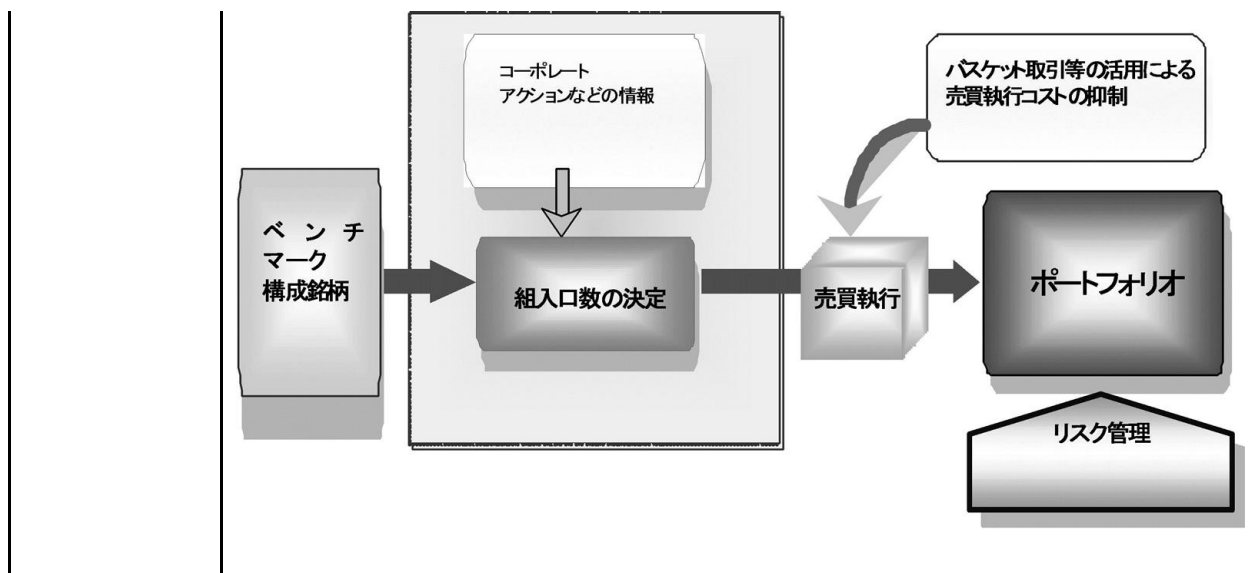 コーポレート
アクションなどの情報
バスケット取引等の活用による
売買執行コストの抑制
ベンチ
マーク
構成銘柄
組入口数の決定
売買執行
ポートフォリオ
リスク管理